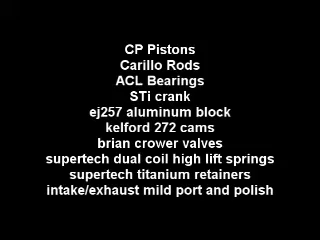 CP Pistons
Carillo Rods
ACL Bearings
STi crank
ej257 aluminum block
kelford 272 cams
brian crower valves
supertech dual coil high lift springs
supertech titanium retainers
intake/exhaust mild port and polish